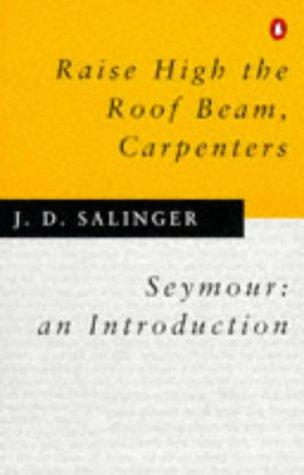 Raise High the
Roof Beam,
Carpenters
J. D. SALINGER
Seymour:
an Introduction